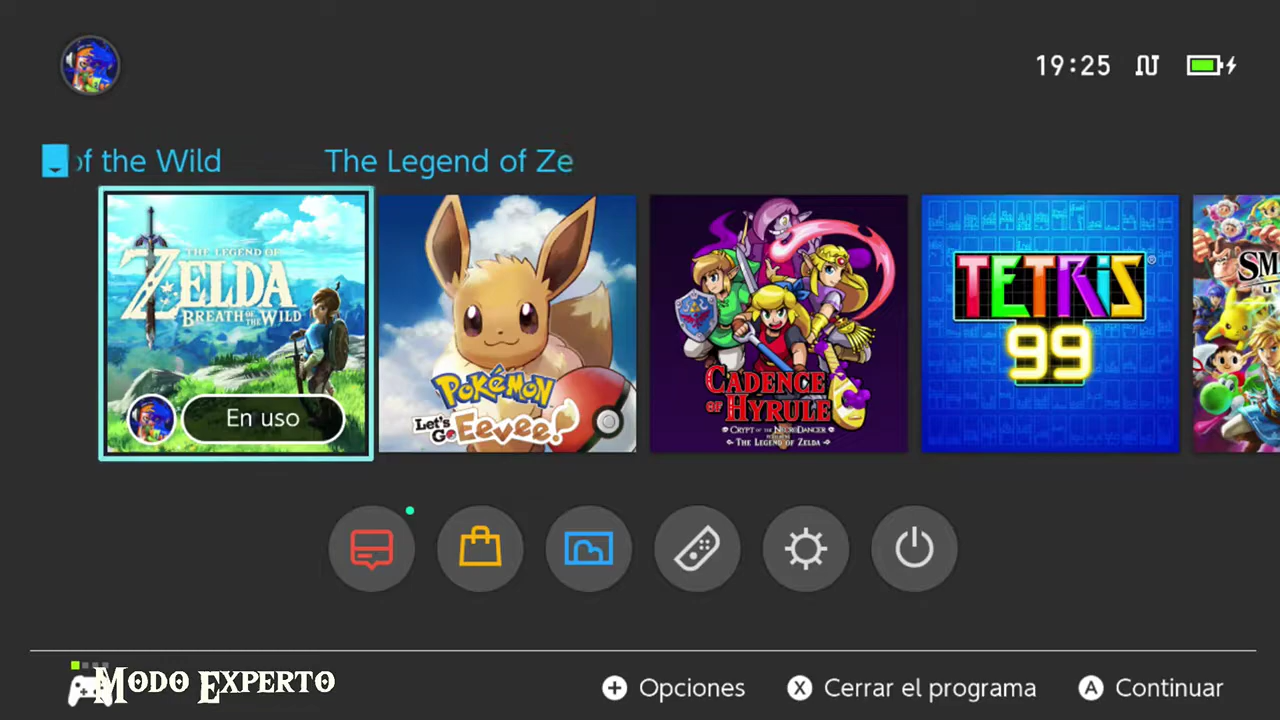 19:25
of the Wild The Legend of Ze
THE LEGEND OF
ZELDA
BREATH OF THE WILD
En uso
POKÉMON
Let's Go Eevee!
CADENCE
OF HYRULE
CRYPT OF THE NECRODANCER
THE LEGEND OF ZELDA
TETRIS®
99
SM
MODO EXPERTO
+ Opciones
X Cerrar el programa
A Continuar